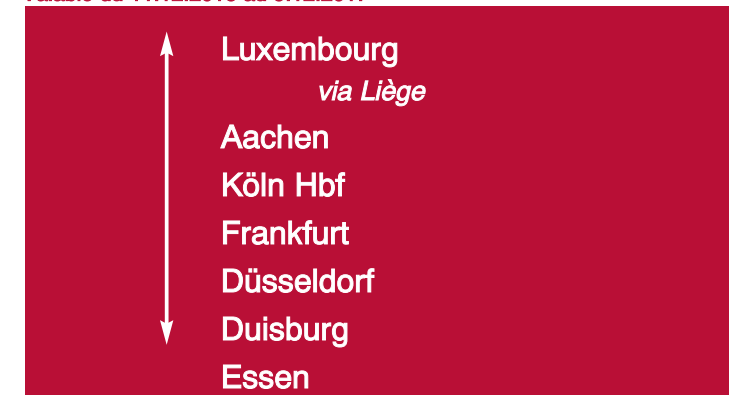 Luxembourg
via Liège
Aachen
Köln Hbf
Frankfurt
Düsseldorf
Duisburg
Essen